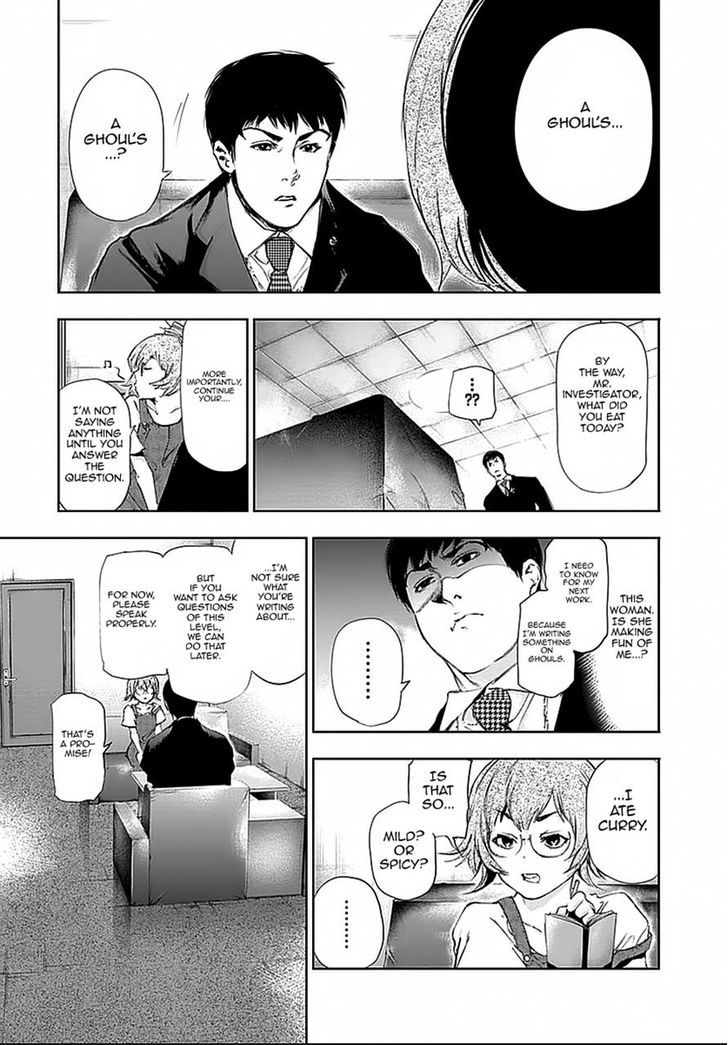 A
GHOUL'S...
A
GHOUL'S
....?
BY
THE WAY,
MR.
INVESTIGATOR,
WHAT DID
YOU EAT
TODAY?
...
??
MORE
IMPORTANTLY,
CONTINUE
YOUR....
I'M NOT
SAYING
ANYTHING
UNTIL YOU
ANSWER
THE
QUESTION.
THIS
WOMAN.
IS SHE
MAKING
FUN OF
ME...?
I NEED
TO KNOW
FOR MY
NEXT
WORK.
BECAUSE
I'M WRITING
SOMETHING
ON
GHOULS.
........
...I
ATE
CURRY.
IS
THAT
SO...
MILD?
OR
SPICY?
........
...I'M
NOT SURE
WHAT
YOU'RE
WRITING
ABOUT...
BUT
IF YOU
WANT TO ASK
QUESTIONS
OF THIS
LEVEL,
WE CAN
DO THAT
LATER.
FOR NOW,
PLEASE
SPEAK
PROPERLY.
THAT'S
A PRO-
MISE!